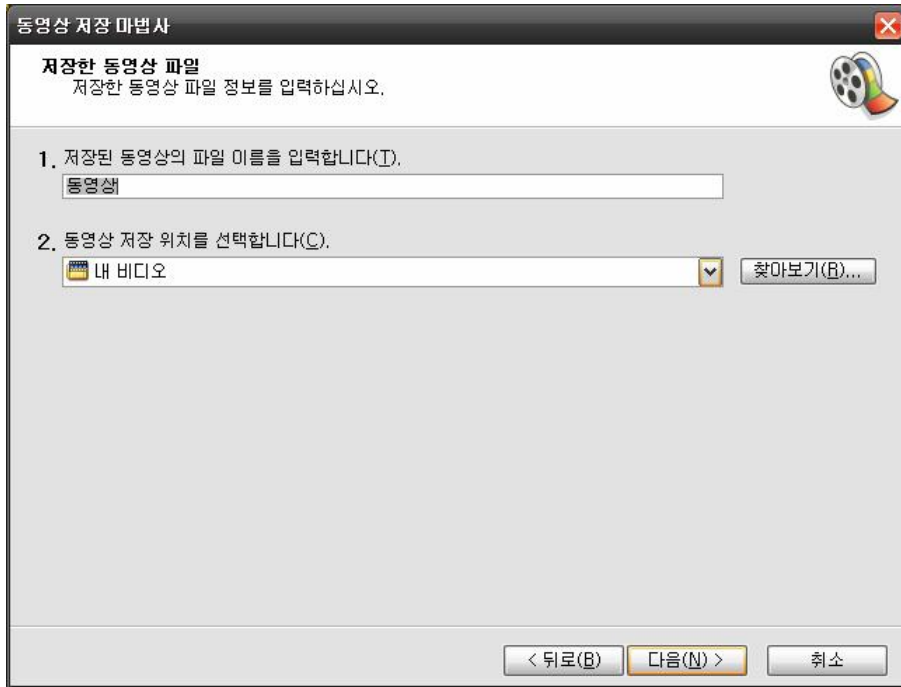 동영상 저장 마법사
저장한 동영상 파일
저장한 동영상 파일 정보를 입력하십시오.
1. 저장된 동영상의 파일 이름을 입력합니다(T).
동영상
2. 동영상 저장 위치를 선택합니다(C).
내 비디오
찾아보기(R)...
< 뒤로(B) 다음(N) > 취소